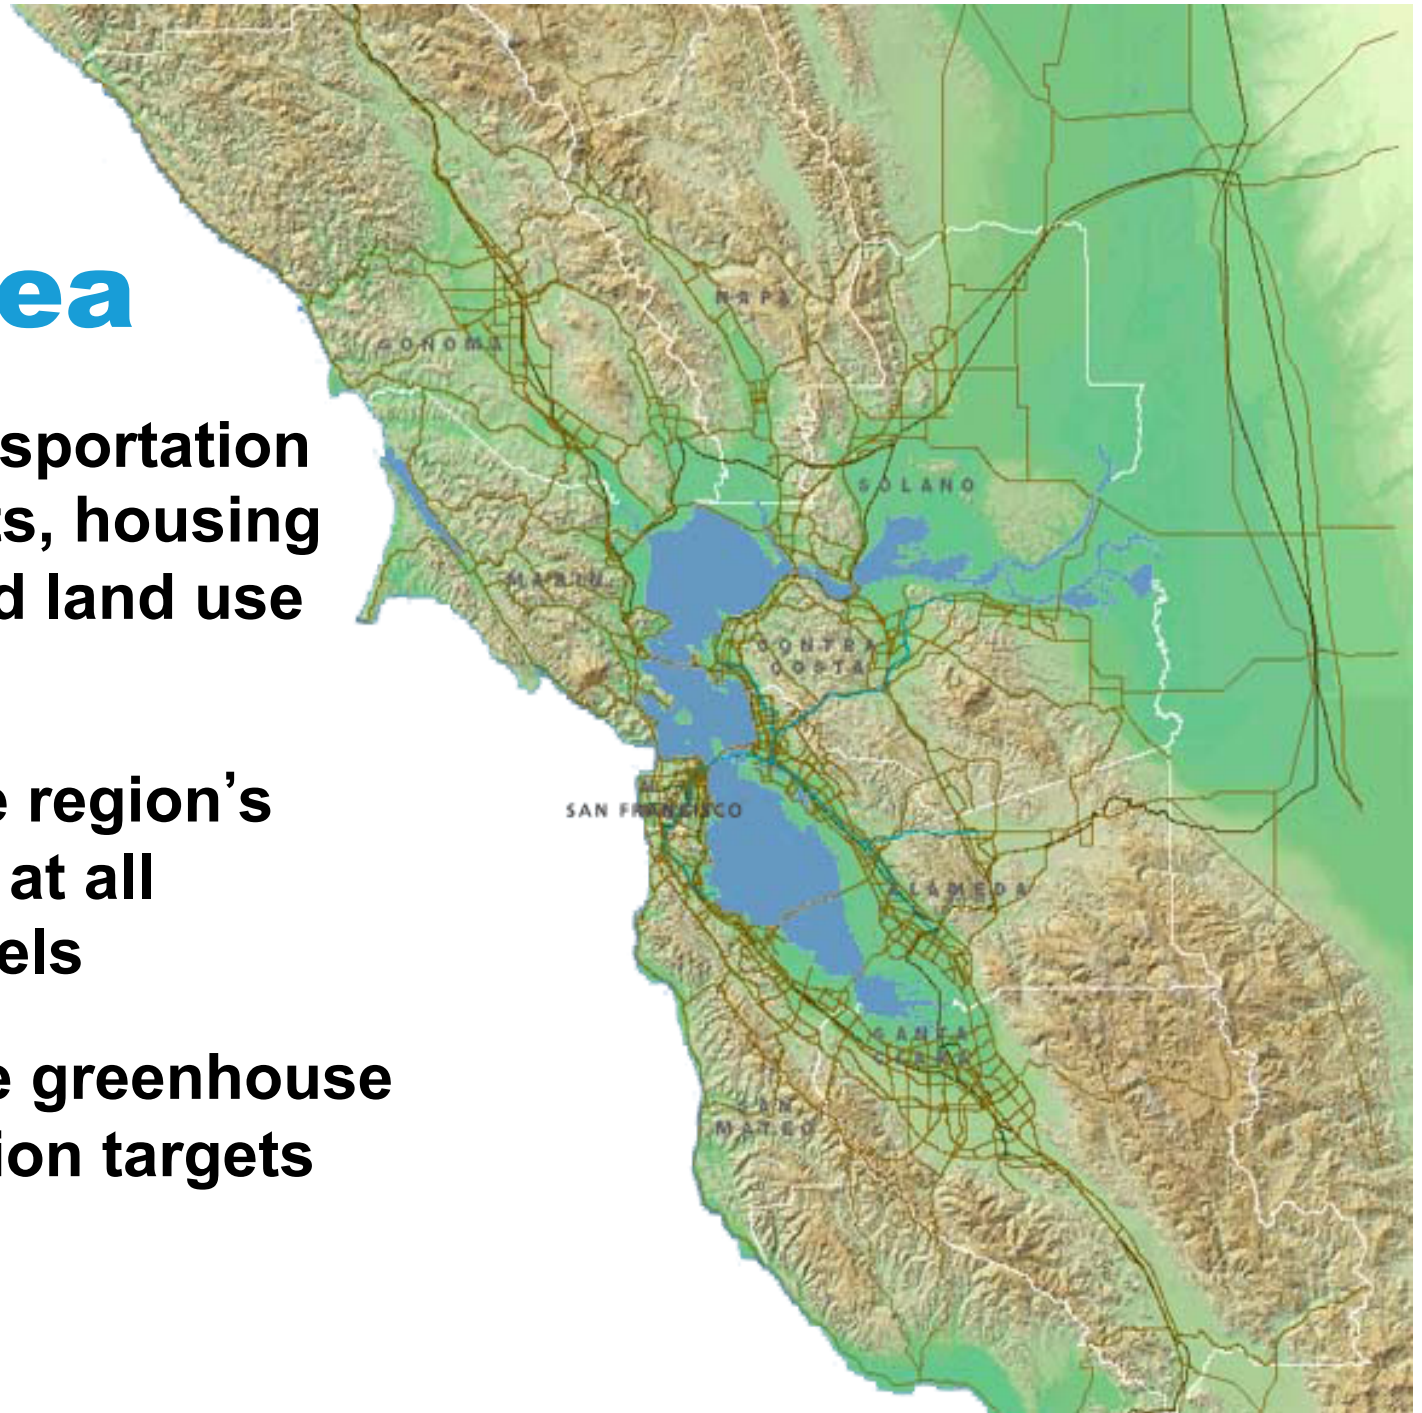 ea
sportation
ts, housing
d land use
e region’s
at all
els
e greenhouse
ion targets
NAPA
SONOMA
SOLANO
MARIN
CONTRA
COSTA
SAN FRANCISCO
ALAMEDA
SANTA
CLARA
SAN
MATEO